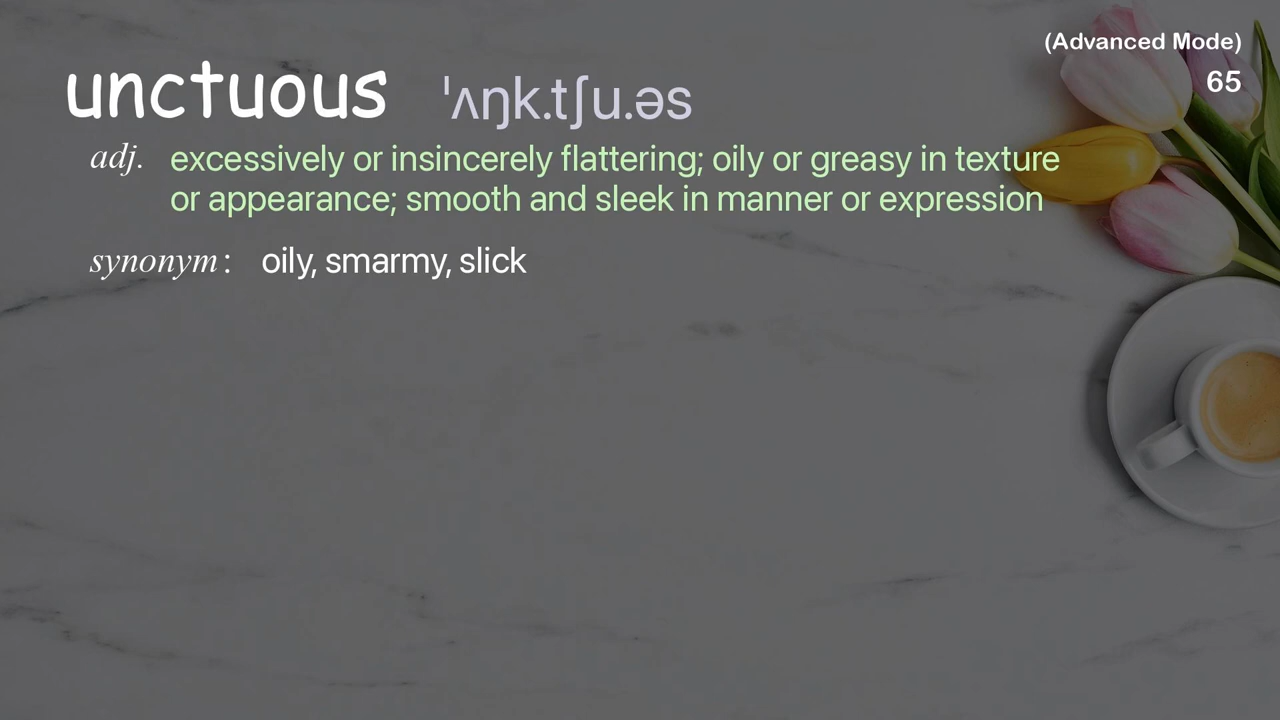 (Advanced Mode)
unctuous ˈʌŋk.tʃu.əs
65
adj. excessively or insincerely flattering; oily or greasy in texture
or appearance; smooth and sleek in manner or expression
synonym: oily, smarmy, slick